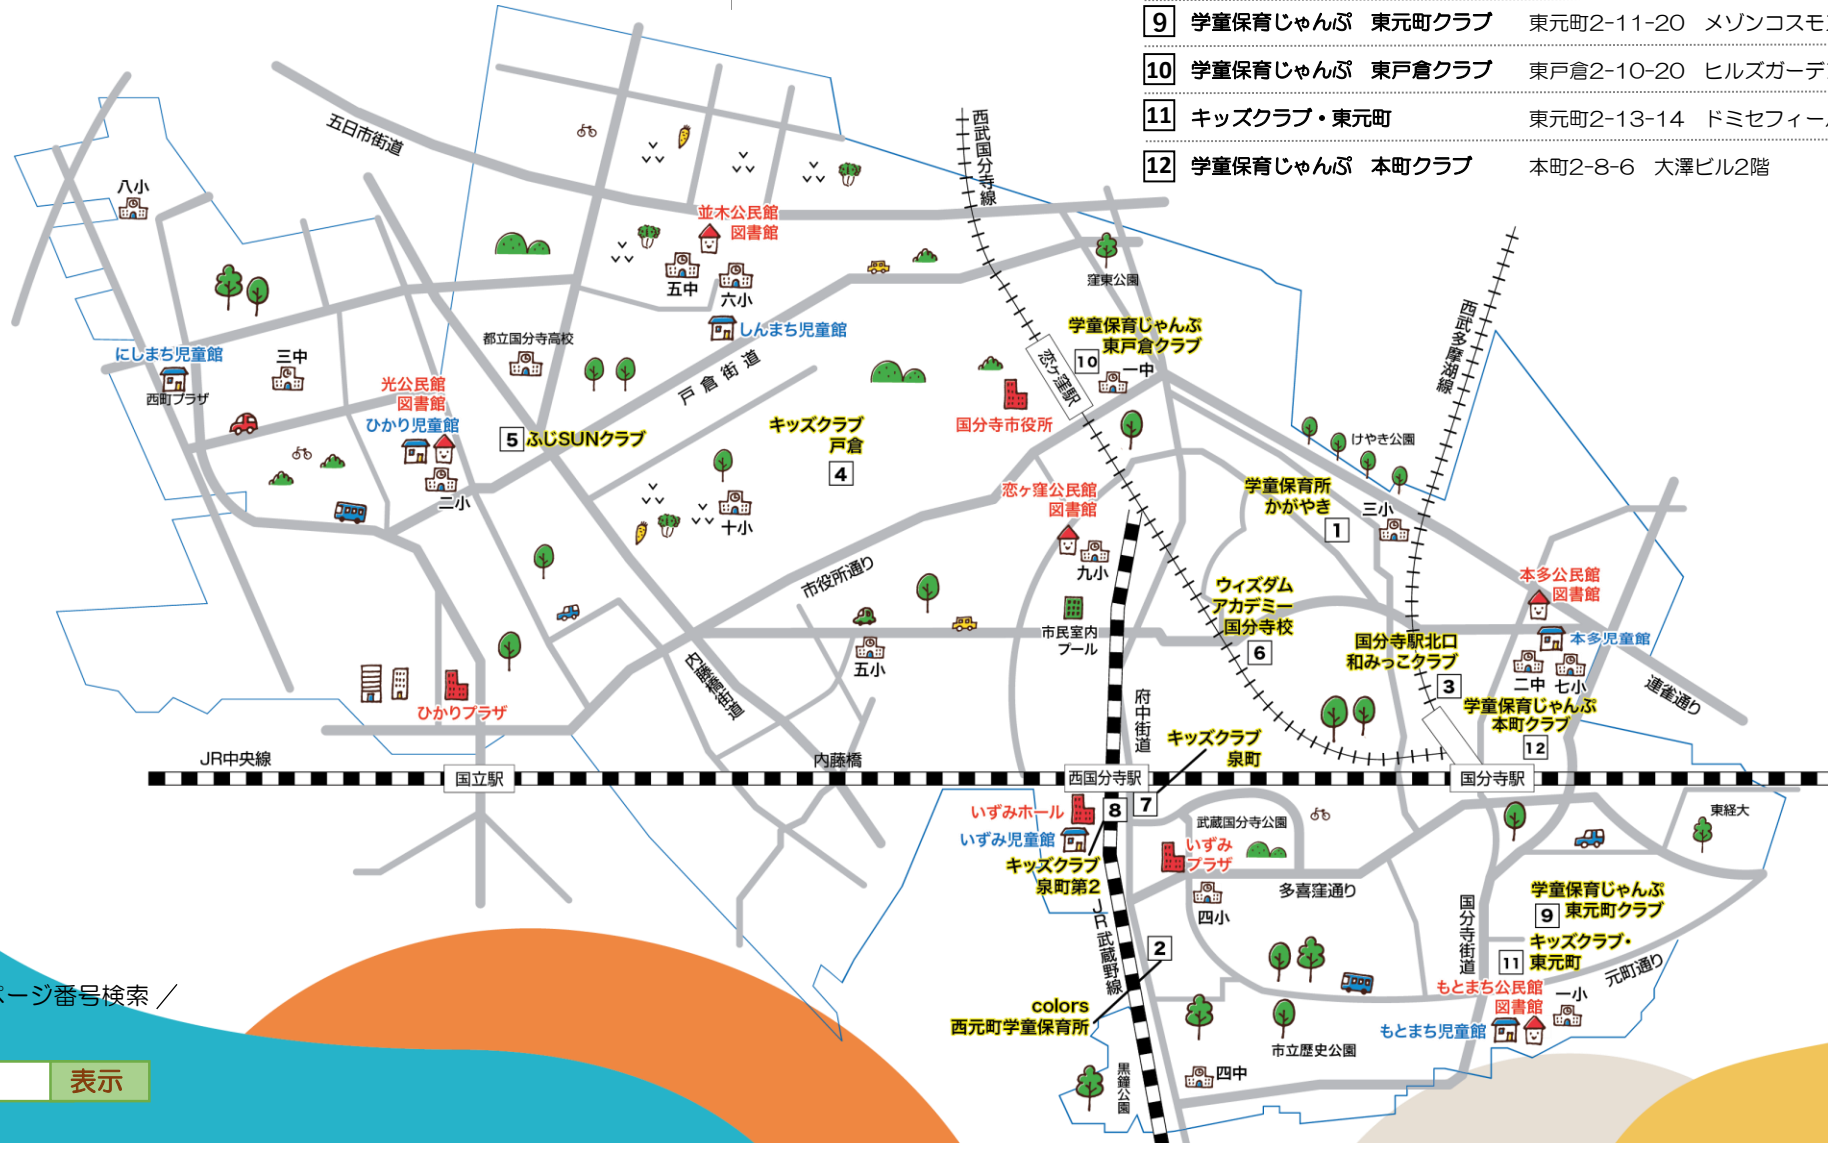 9 学童保育じゃんぷ 東元町クラブ 東元町2-11-20 メゾンコスモ
10 学童保育じゃんぷ 東戸倉クラブ 東戸倉2-10-20 ヒルズガーデ
11 キッズクラブ・東元町 東元町2-13-14 ドミセフィー
12 学童保育じゃんぷ 本町クラブ 本町2-8-6 大澤ビル2階
五日市街道
西武国分寺線
八小
並木公民館
図書館
五中
六小
しんまち児童館
窪東公園
西武多摩湖線
学童保育じゃんぷ
東戸倉クラブ
10
一中
恋ヶ窪駅
都立国分寺高校
戸倉街道
にしまち児童館
西町プラザ
三中
光公民館
図書館
ひかり児童館
二小
5 ふじSUNクラブ
キッズクラブ
戸倉
4
国分寺市役所
けやき公園
恋ヶ窪公民館
図書館
九小
学童保育所
かがやき
1
三小
十小
市役所通り
ウィズダム
アカデミー
国分寺校
6
本多公民館
図書館
本多児童館
二中
七小
市民室内
プール
五小
国分寺駅北口
和みっこクラブ
3
連雀通り
内藤橋街道
府中街道
学童保育じゃんぷ
本町クラブ
12
ひかりプラザ
キッズクラブ
泉町
7
JR中央線
内藤橋
国立駅
西国分寺駅
国分寺駅
いずみホール
8
いずみ児童館
キッズクラブ
泉町第2
武蔵国分寺公園
いずみ
プラザ
東経大
多喜窪通り
四小
JR武蔵野線
国分寺街道
学童保育じゃんぷ
9 東元町クラブ
キッズクラブ・
11 東元町
元町通り
2
colors
西元町学童保育所
もとまち公民館
図書館
一小
もとまち児童館
市立歴史公園
四中
黒鐘公園
ページ番号検索 ／
表示